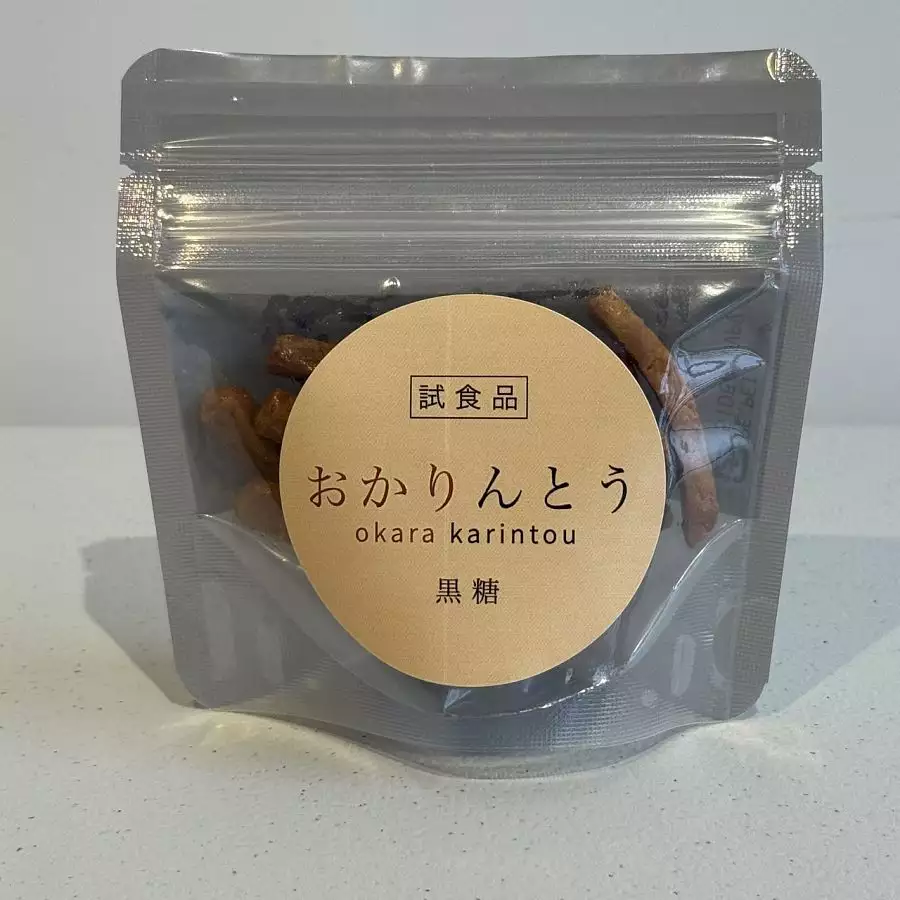 試食品
おかりんとう
okara karintou
黒糖